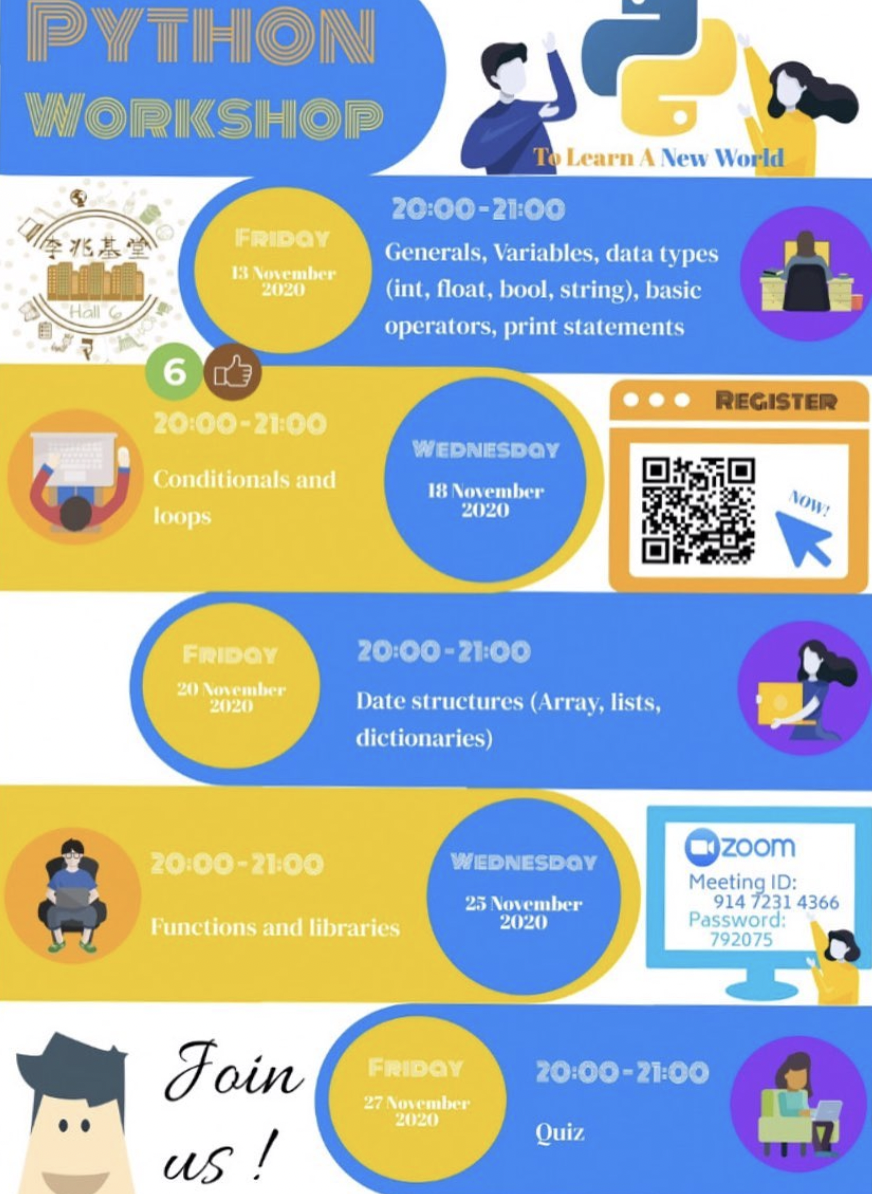 PYTHON
WORKSHOP
To Learn A New World
李兆基堂
Hall 6
FRIDAY
13 November
2020
20:00-21:00
Generals, Variables, data types
(int, float, bool, string), basic
operators, print statements
6
20:00-21:00
Conditionals and
loops
WEDNESDAY
18 November
2020
REGISTER
NOW!
FRIDAY
20 November
2020
20:00-21:00
Date structures (Array, lists,
dictionaries)
20:00-21:00
Functions and libraries
WEDNESDAY
25 November
2020
zoom
Meeting ID:
914 7231 4366
Password:
792075
Join
us !
FRIDAY
27 November
2020
20:00-21:00
Quiz